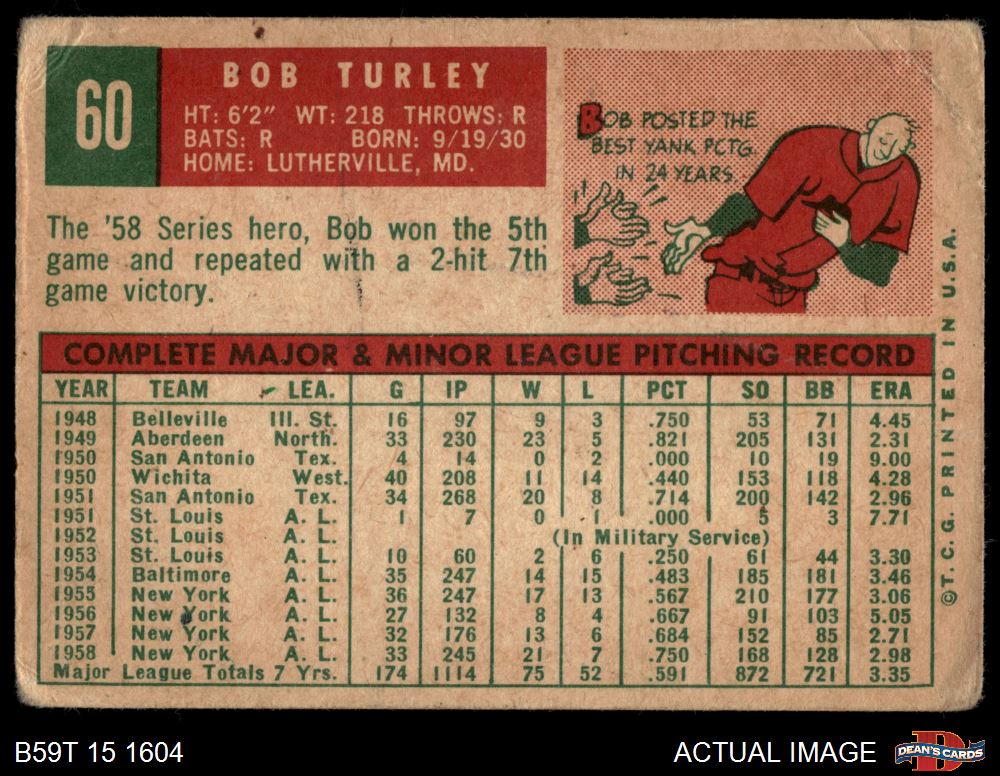 60
BOB TURLEY
HT: 6'2" WT: 218 THROWS: R
BATS: R BORN: 9/19/30
HOME: LUTHERVILLE, MD.
BOB POSTED THE
BEST YANK PCTG.
IN 24 YEARS.
The '58 Series hero, Bob won the 5th
game and repeated with a 2-hit 7th
game victory.
COMPLETE MAJOR & MINOR LEAGUE PITCHING RECORD
YEAR TEAM LEA. G IP W L PCT SO BB ERA
1948 Belleville Ill. St. 16 97 9 3 .750 53 71 4.45
1949 Aberdeen North. 33 230 23 5 .821 205 131 2.31
1950 San Antonio Tex. 4 14 0 2 .000 10 19 9.00
1950 Wichita West. 40 208 11 14 .440 153 118 4.28
1951 San Antonio Tex. 34 268 20 8 .714 200 142 2.96
1951 St. Louis A. L. 1 7 0 1 .000 5 3 7.71
1952 St. Louis A. L. (In Military Service)
1953 St. Louis A. L. 10 60 2 6 .250 61 44 3.30
1954 Baltimore A. L. 35 247 14 15 .483 185 181 3.46
1955 New York A. L. 36 247 17 13 .567 210 177 3.06
1956 New York A. L. 27 132 8 4 .667 91 103 5.05
1957 New York A. L. 32 176 13 6 .684 152 85 2.71
1958 New York A. L. 33 245 21 7 .750 168 128 2.98
Major League Totals 7 Yrs. 174 1114 75 52 .591 872 721 3.35
©T. C. G. PRINTED IN U.S.A.
B59T 15 1604
ACTUAL IMAGE
DEAN'S CARDS